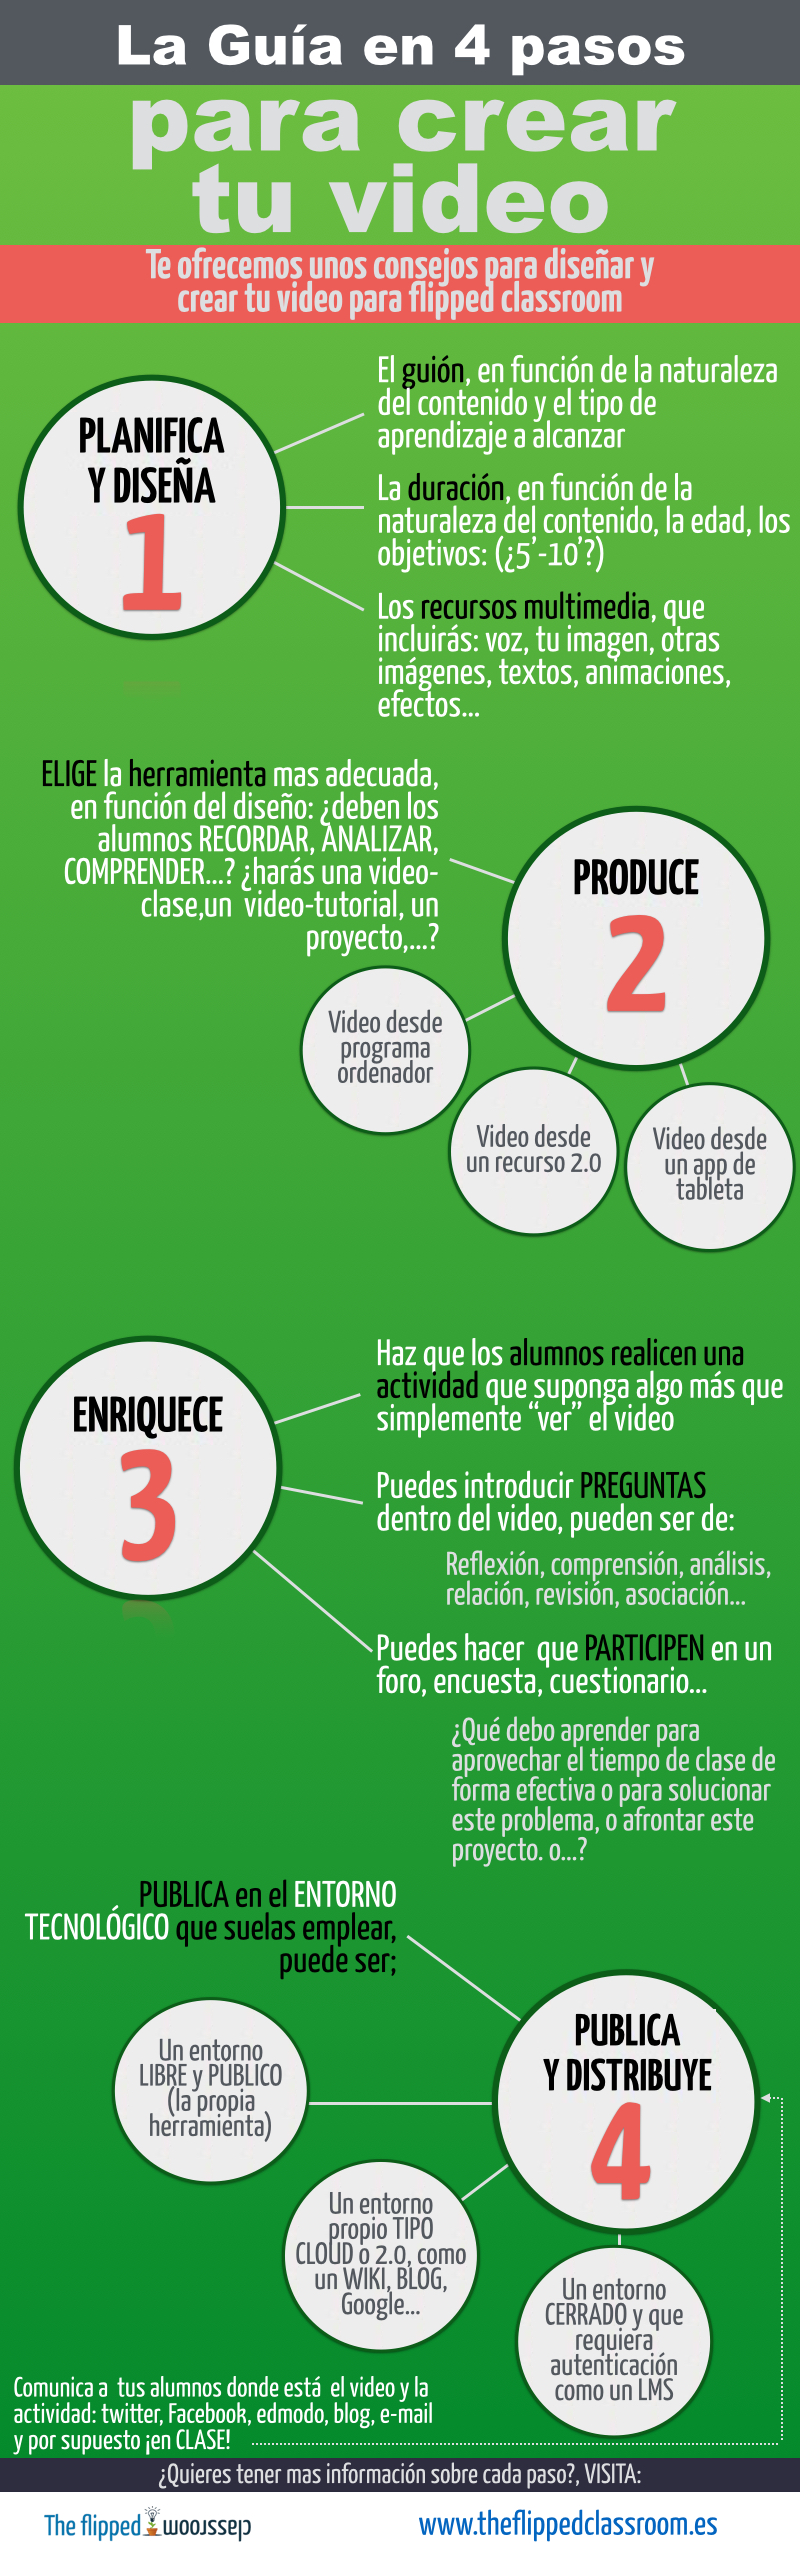 La Guía en 4 pasos
para crear
tu video
Te ofrecemos unos consejos para diseñar y
crear tu video para flipped classroom
PLANIFICA
Y DISEÑA
1
El guión, en función de la naturaleza
del contenido y el tipo de
aprendizaje a alcanzar
La duración, en función de la
naturaleza del contenido, la edad, los
objetivos: (¿5’-10’?)
Los recursos multimedia, que
incluirás: voz, tu imagen, otras
imágenes, textos, animaciones,
efectos...
ELIGE la herramienta mas adecuada,
en función del diseño: ¿deben los
alumnos RECORDAR, ANALIZAR,
COMPRENDER...? ¿harás una video-
clase,un video-tutorial, un
proyecto,...?
PRODUCE
2
Video desde
programa
ordenador
Video desde
un recurso 2.0
Video desde
un app de
tableta
ENRIQUECE
3
Haz que los alumnos realicen una
actividad que suponga algo más que
simplemente “ver” el video
Puedes introducir PREGUNTAS
dentro del video, pueden ser de:
Reflexión, comprensión, análisis,
relación, revisión, asociación...
Puedes hacer que PARTICIPEN en un
foro, encuesta, cuestionario...
¿Qué debo aprender para
aprovechar el tiempo de clase de
forma efectiva o para solucionar
este problema, o afrontar este
proyecto. o...?
PUBLICA en el ENTORNO
TECNOLÓGICO que suelas emplear,
puede ser;
PUBLICA
Y DISTRIBUYE
4
Un entorno
LIBRE y PUBLICO
(la propia
herramienta)
Un entorno
propio TIPO
CLOUD o 2.0, como
un WIKI, BLOG,
Google...
Un entorno
CERRADO y que
requiera
autenticación
como un LMS
Comunica a tus alumnos donde está el video y la
actividad: twitter, Facebook, edmodo, blog, e-mail
y por supuesto ¡en CLASE!
¿Quieres tener mas información sobre cada paso?, VISITA:
The flipped classroom
www.theflippedclassroom.es